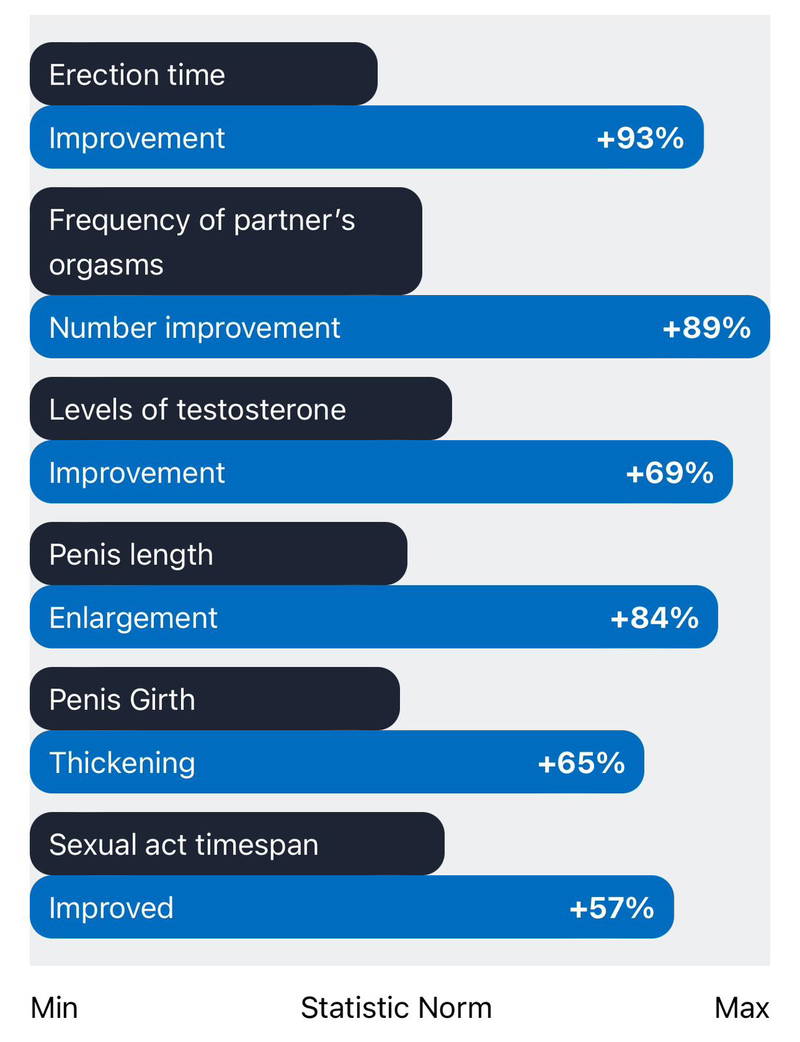 Erection time
Improvement +93%
Frequency of partner’s
orgasms
Number improvement +89%
Levels of testosterone
Improvement +69%
Penis length
Enlargement +84%
Penis Girth
Thickening +65%
Sexual act timespan
Improved +57%
Min Statistic Norm Max